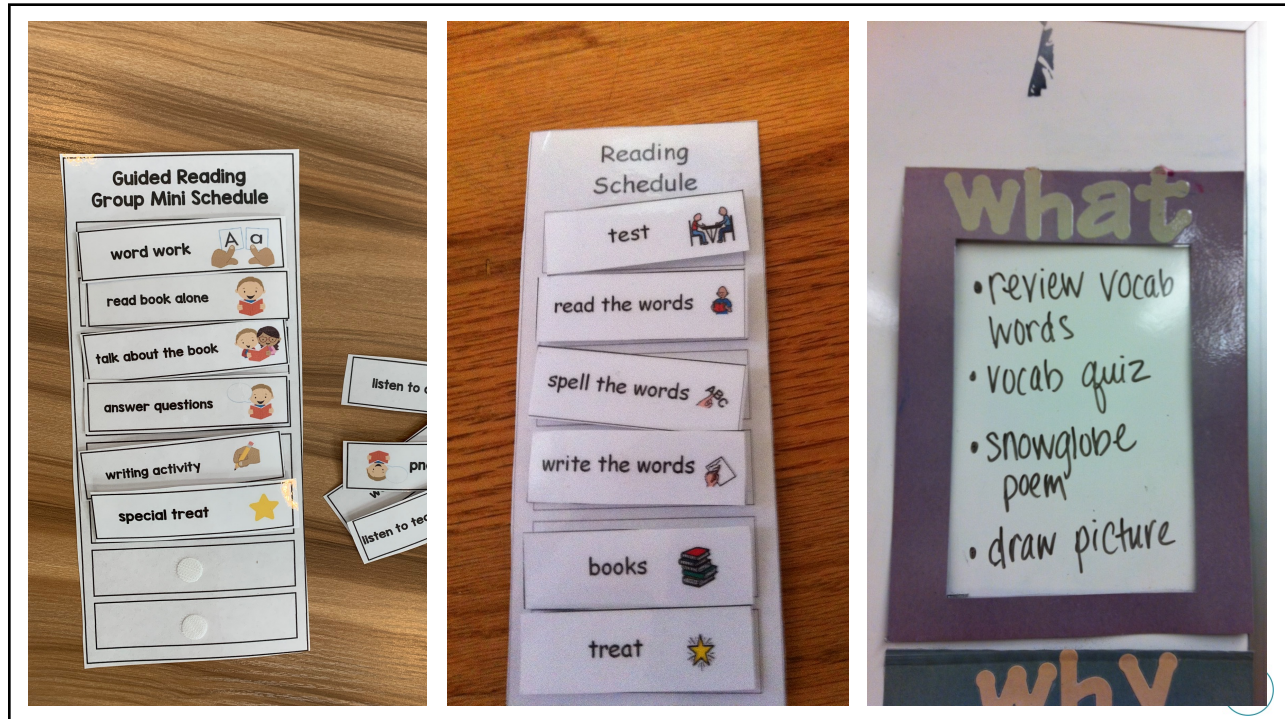 Guided Reading
Group Mini Schedule
word work
A a
read book alone
talk about the book
answer questions
writing activity
special treat
listen to
listen to tea
Reading
Schedule
test
read the words
spell the words
ABC
write the words
books
treat
what
• review vocab
words
• vocab quiz
• snowglobe
poem
• draw picture
why